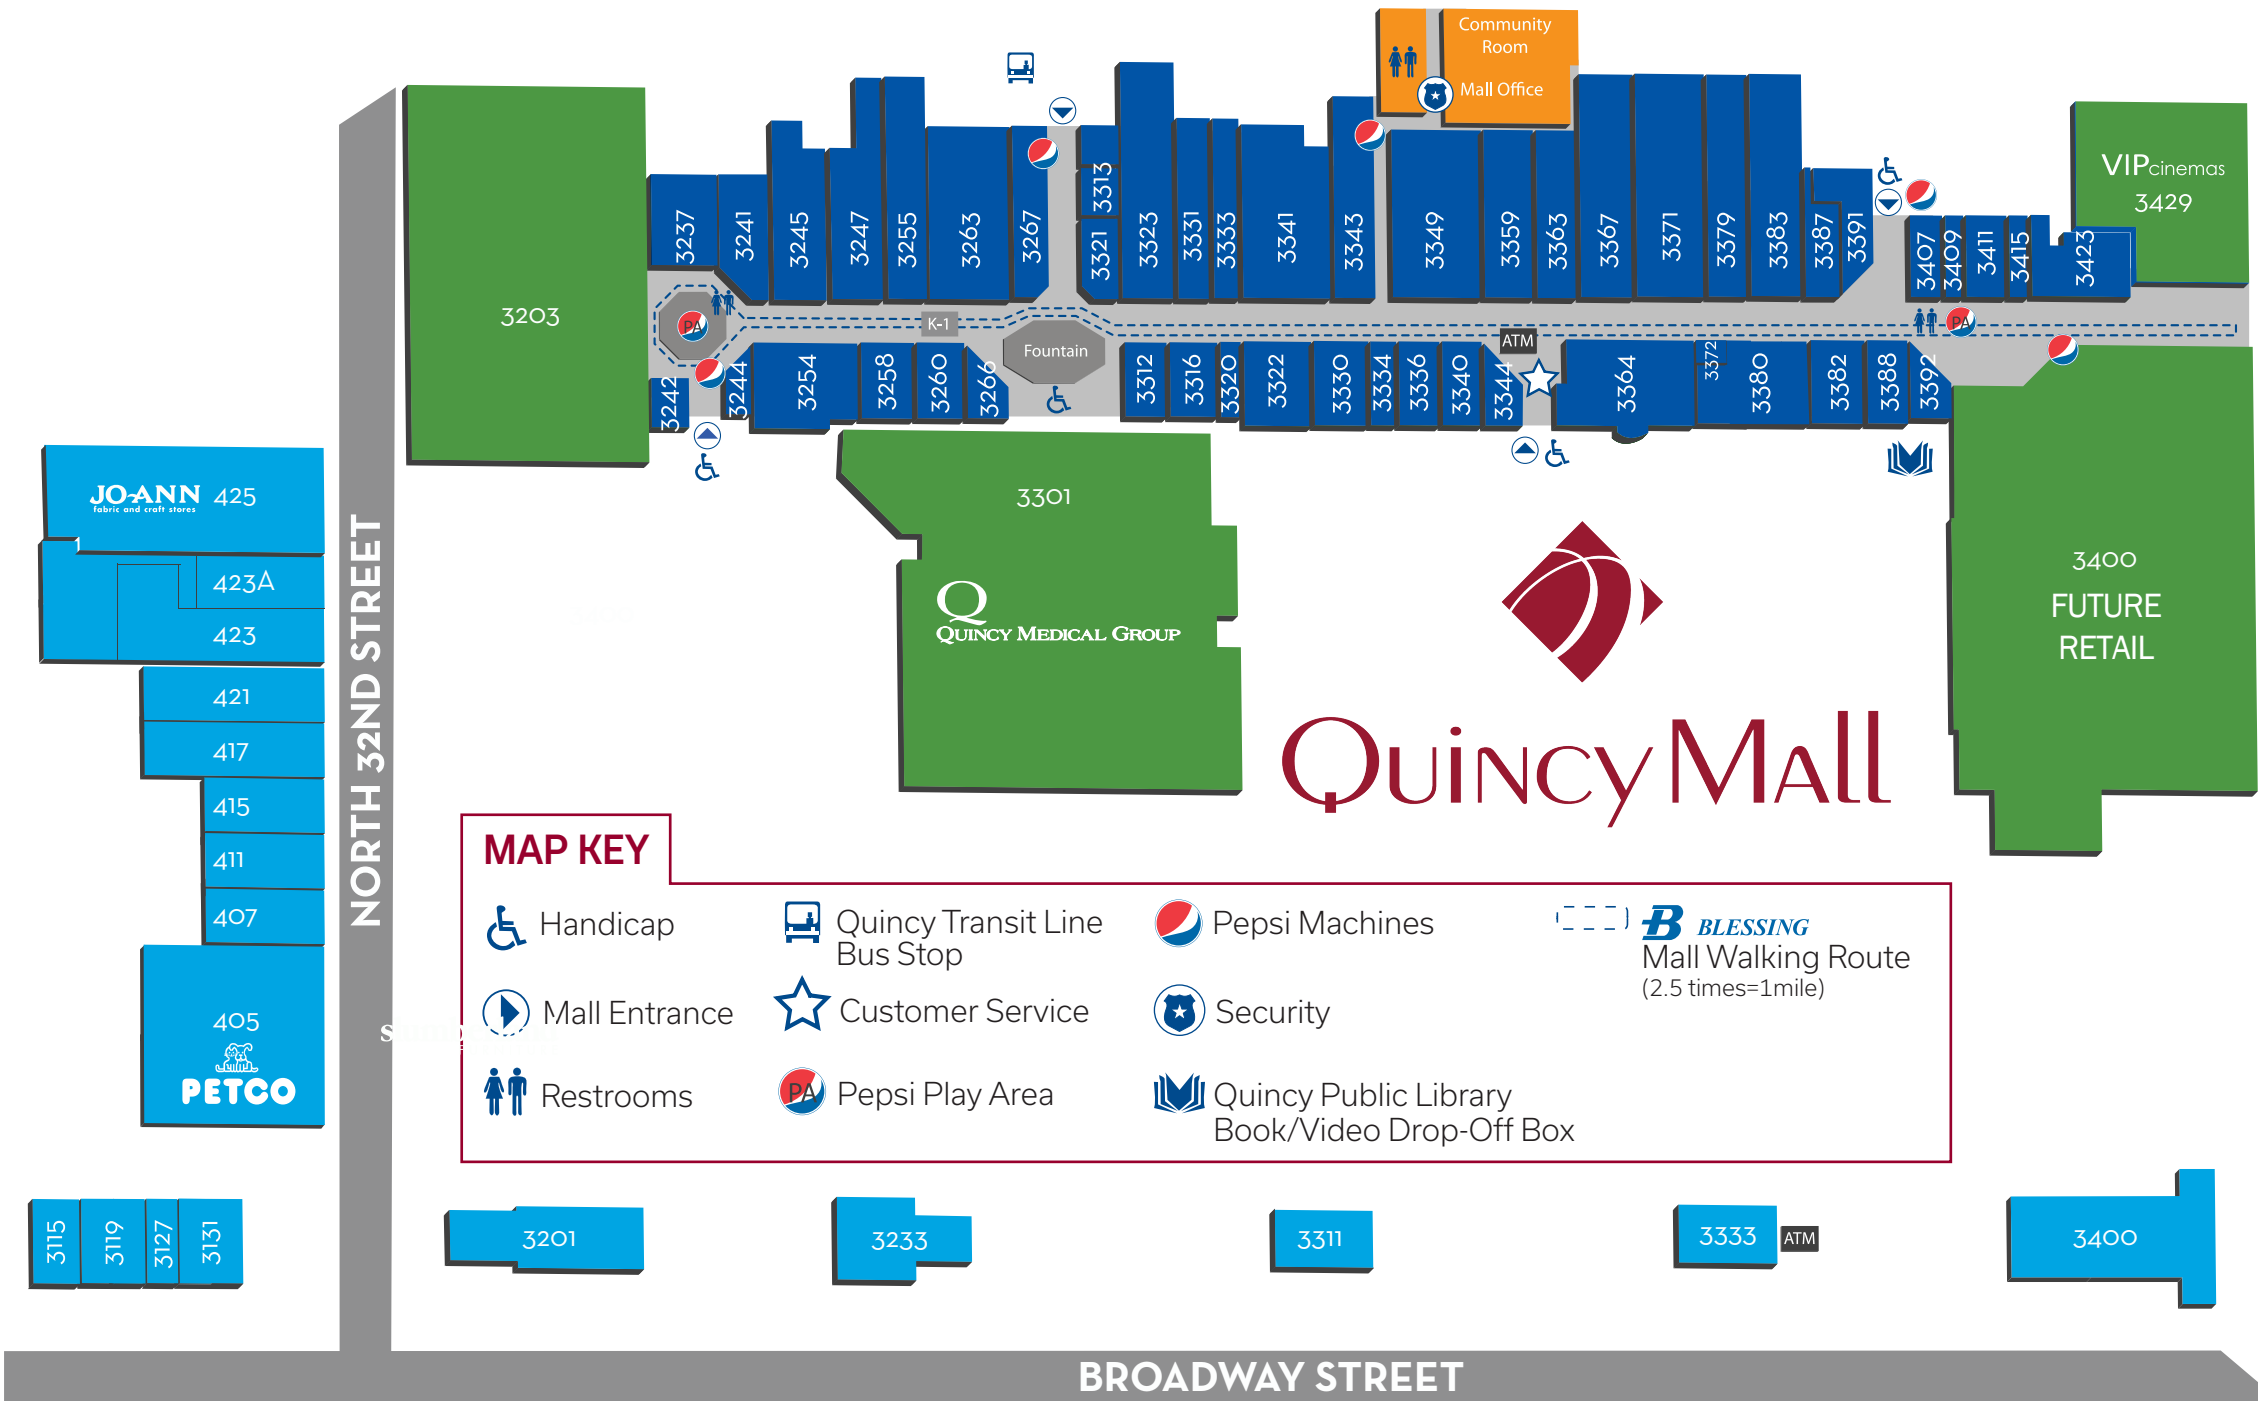 Community
Room
Mall Office
VIPcinemas
3429
3203
3237
3241
3245
3247
3255
3263
3267
3313
3321
3323
3331
3333
3341
3343
3349
3359
3363
3367
3371
3379
3383
3387
3391
3407
3409
3411
3415
3423
PA
K-1
Fountain
ATM
PA
3242
3244
3254
3258
3260
3266
3312
3316
3320
3322
3330
3334
3336
3340
3344
3364
3372
3380
3382
3388
3392
JO-ANN
fabric and craft stores
425
423A
423
421
417
415
411
407
405
PETCO
NORTH 32ND STREET
3301
Q
QUINCY MEDICAL GROUP
3400
FUTURE
RETAIL
QUINCY MALL
MAP KEY
Handicap
Mall Entrance
Restrooms
Quincy Transit Line
Bus Stop
Customer Service
PA
Pepsi Play Area
Pepsi Machines
Security
Quincy Public Library
Book/Video Drop-Off Box
B BLESSING
Mall Walking Route
(2.5 times=1mile)
3115
3119
3127
3131
3201
3233
3311
3333
ATM
3400
BROADWAY STREET